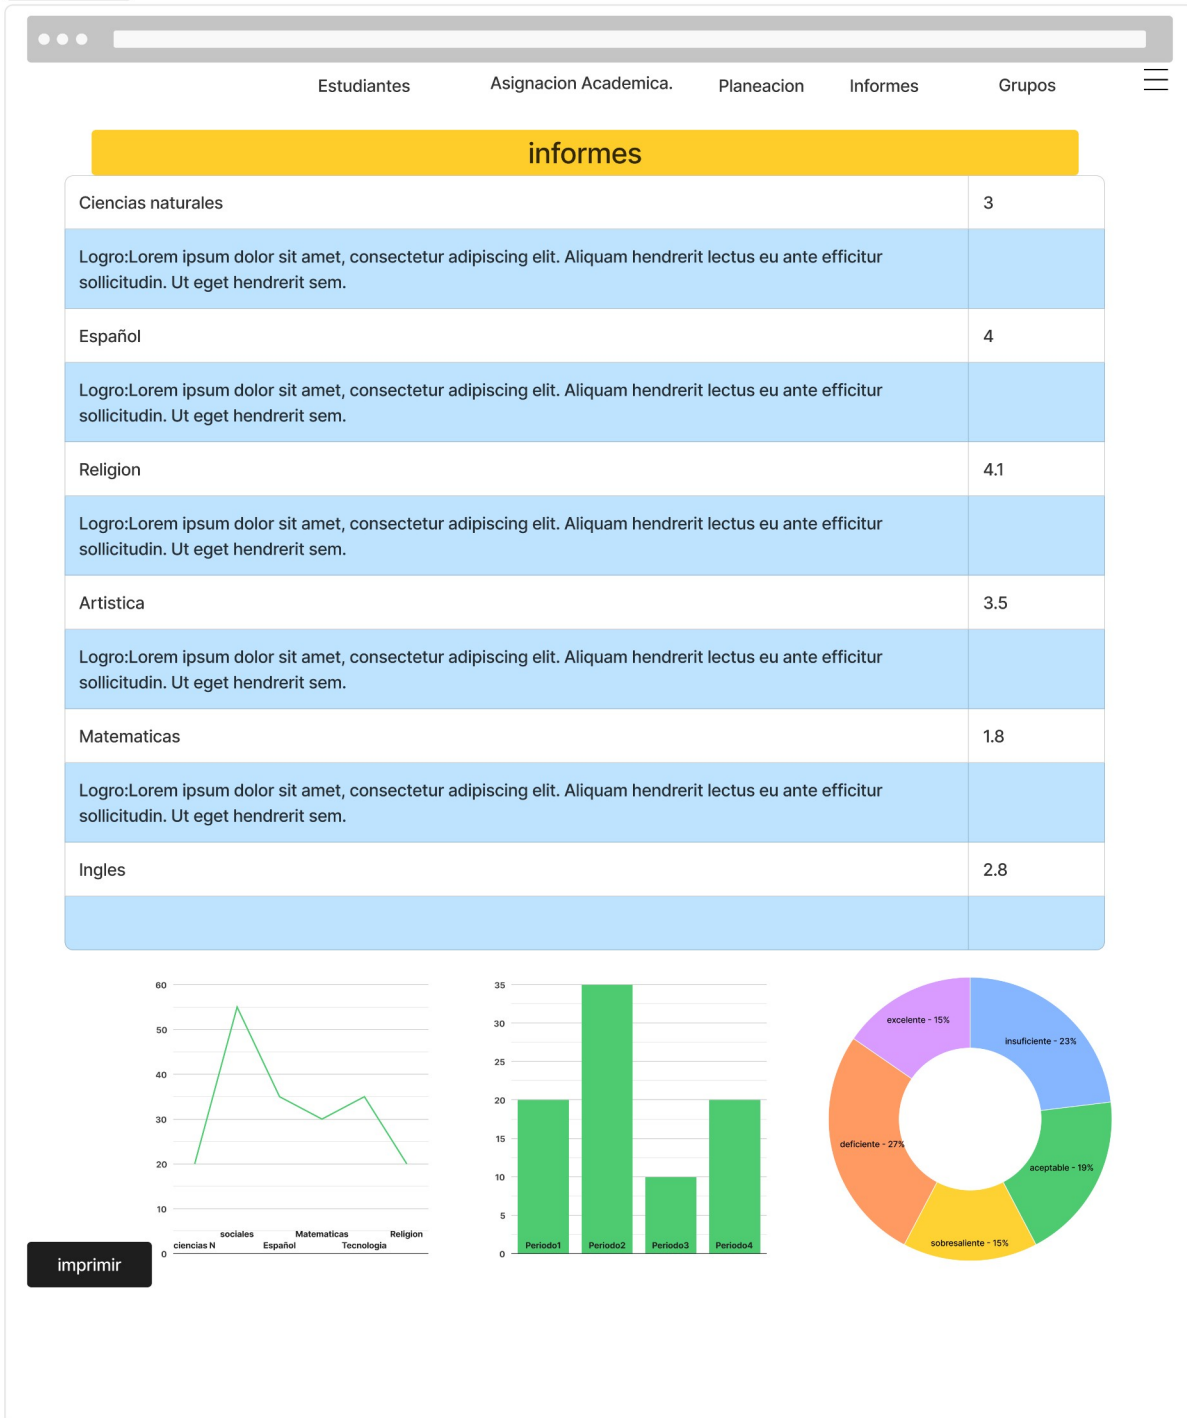 Estudiantes
Asignacion Academica.
Planeacion
Informes
Grupos
informes
Ciencias naturales 3
Logro:Lorem ipsum dolor sit amet, consectetur adipiscing elit. Aliquam hendrerit lectus eu ante efficitur
sollicitudin. Ut eget hendrerit sem.
Español 4
Logro:Lorem ipsum dolor sit amet, consectetur adipiscing elit. Aliquam hendrerit lectus eu ante efficitur
sollicitudin. Ut eget hendrerit sem.
Religion 4.1
Logro:Lorem ipsum dolor sit amet, consectetur adipiscing elit. Aliquam hendrerit lectus eu ante efficitur
sollicitudin. Ut eget hendrerit sem.
Artistica 3.5
Logro:Lorem ipsum dolor sit amet, consectetur adipiscing elit. Aliquam hendrerit lectus eu ante efficitur
sollicitudin. Ut eget hendrerit sem.
Matematicas 1.8
Logro:Lorem ipsum dolor sit amet, consectetur adipiscing elit. Aliquam hendrerit lectus eu ante efficitur
sollicitudin. Ut eget hendrerit sem.
Ingles 2.8
60
50
40
30
20
10
0
sociales Matematicas Religion
ciencias N Español Tecnologia
35
30
25
20
15
10
5
0
Periodo1 Periodo2 Periodo3 Periodo4
excelente - 15%
insuficiente - 23%
deficiente - 27%
aceptable - 19%
sobresaliente - 15%
imprimir